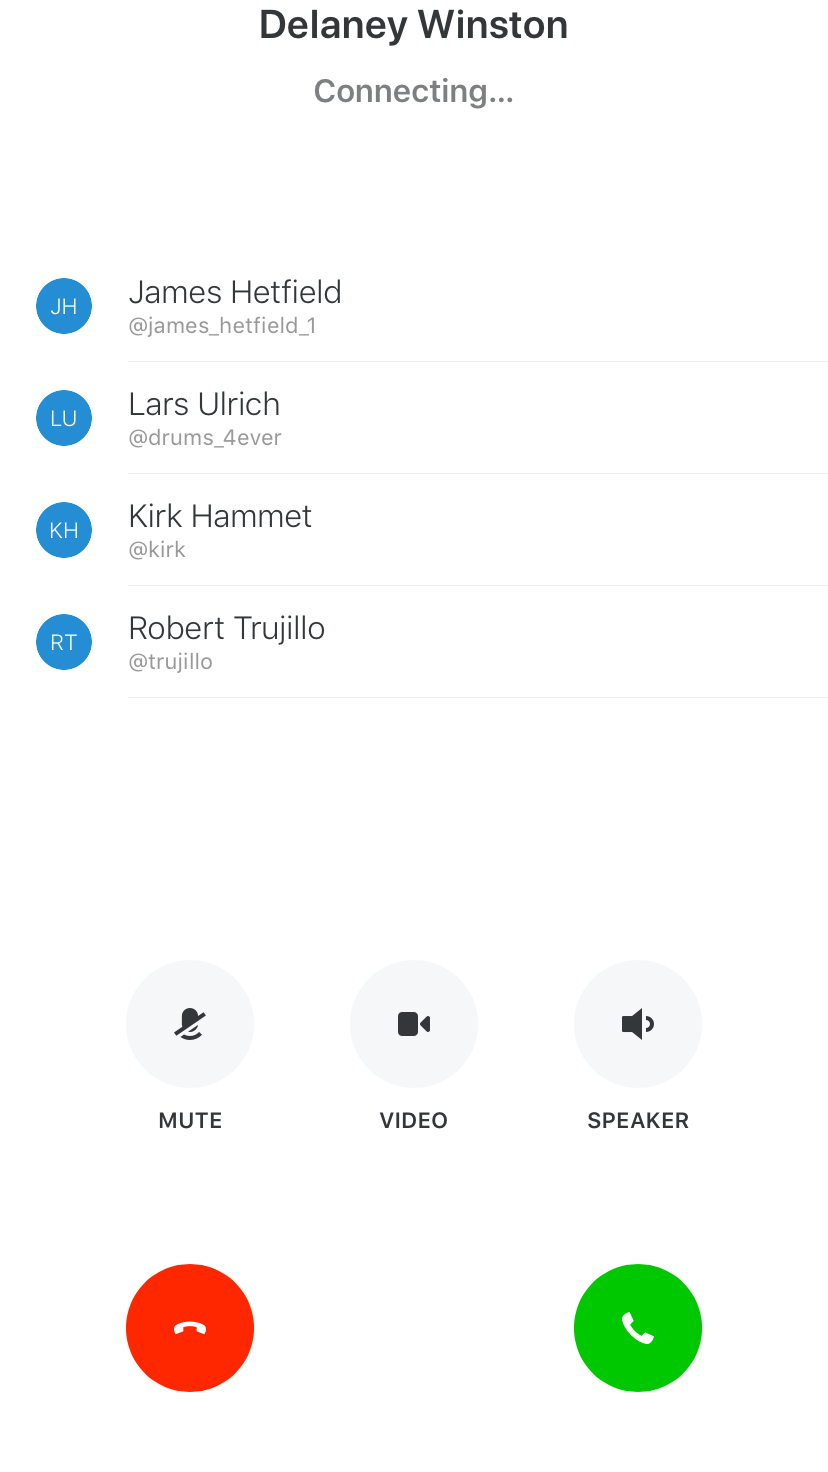 Delaney Winston
Connecting...
JH
James Hetfield
@james_hetfield_1
LU
Lars Ulrich
@drums_4ever
KH
Kirk Hammet
@kirk
RT
Robert Trujillo
@trujillo
MUTE
VIDEO
SPEAKER